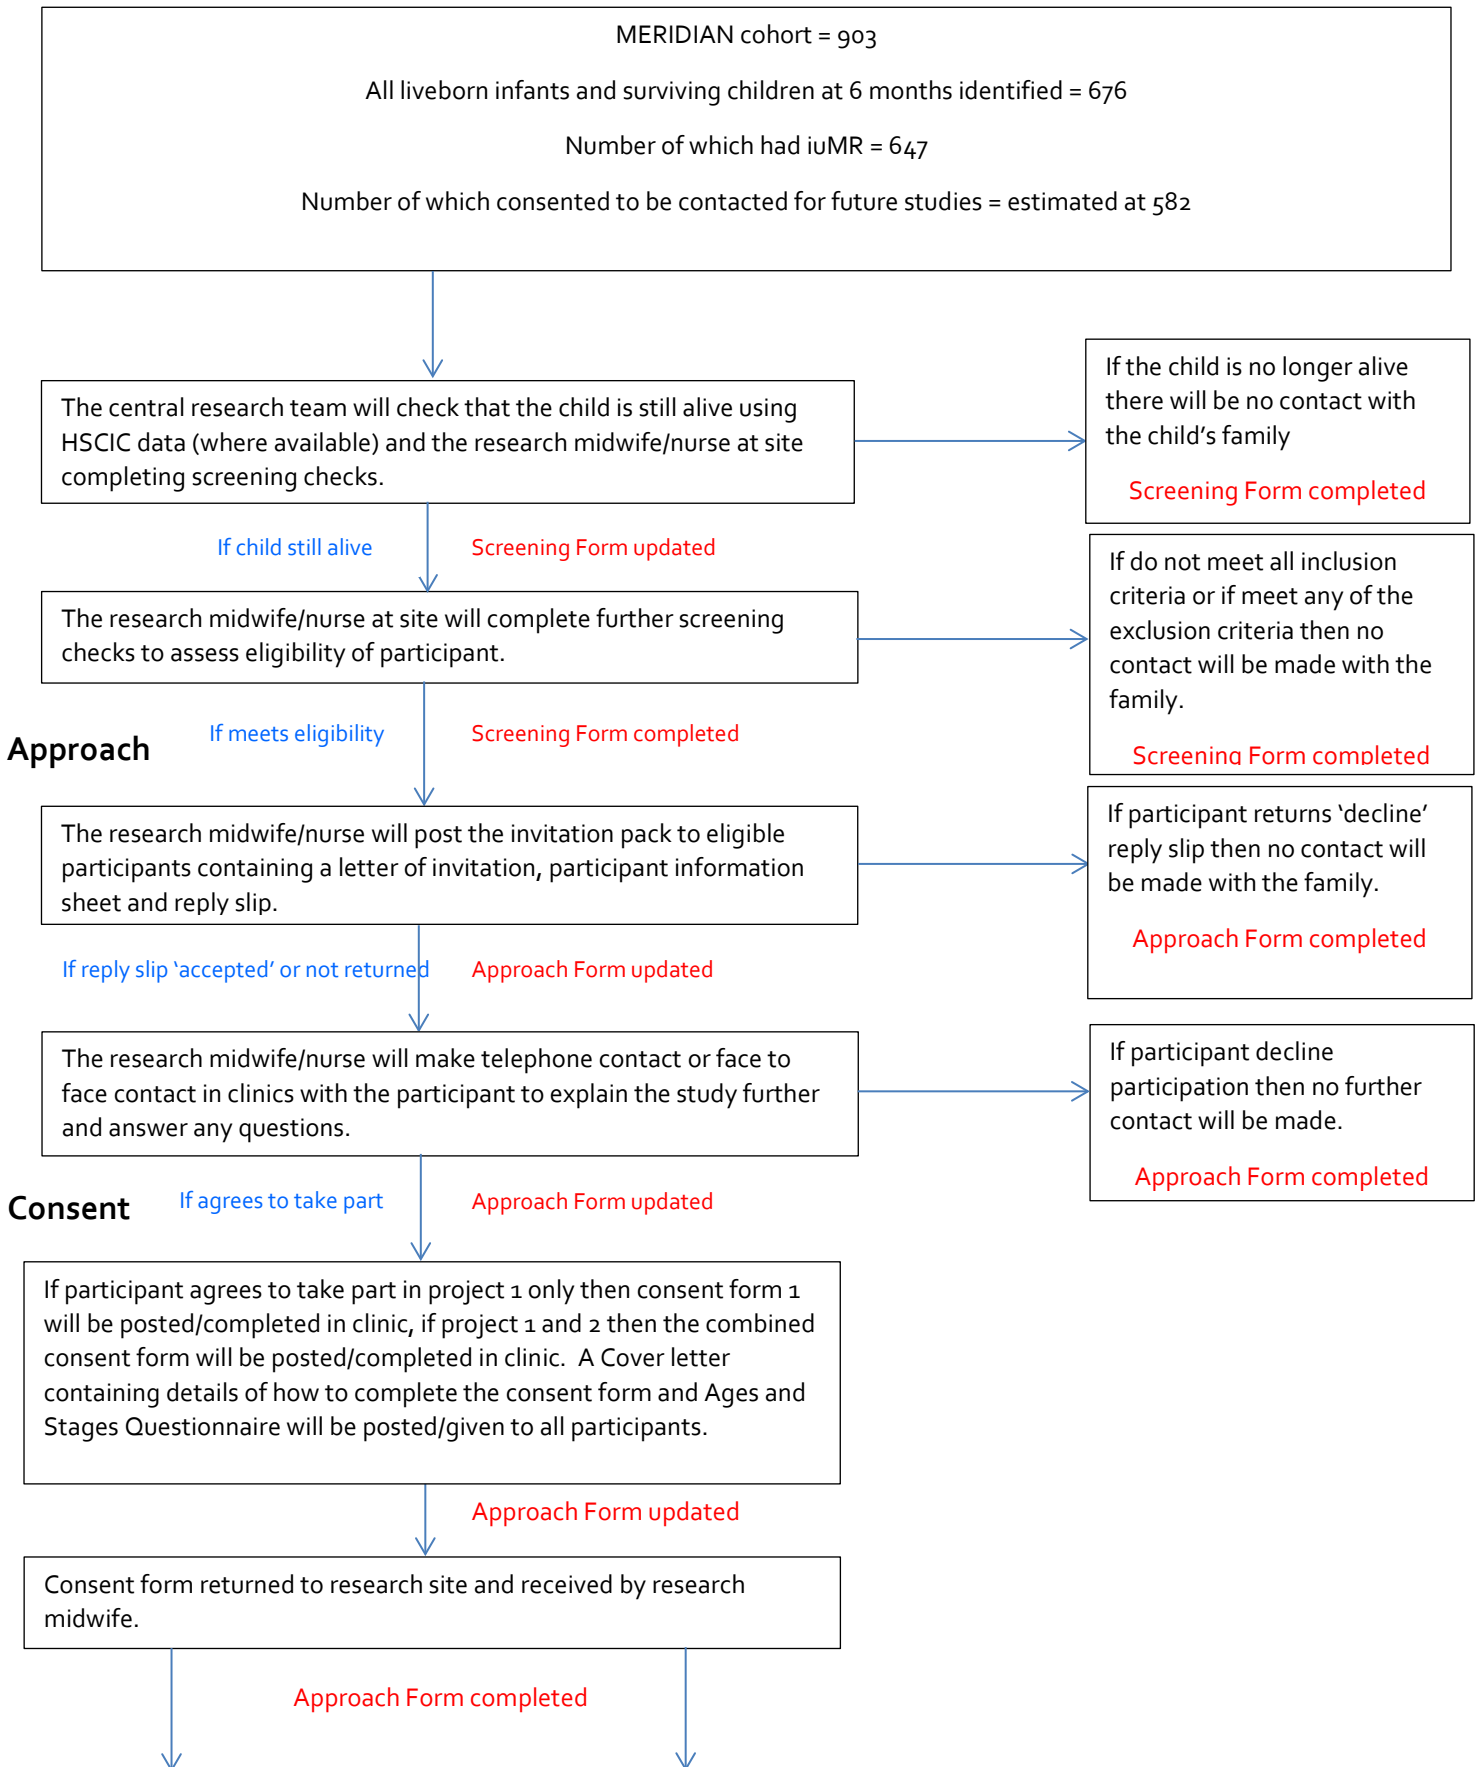 MERIDIAN cohort = 903
All liveborn infants and surviving children at 6 months identified = 676
Number of which had iuMR = 647
Number of which consented to be contacted for future studies = estimated at 582
The central research team will check that the child is still alive using
HSCIC data (where available) and the research midwife/nurse at site
completing screening checks.
If the child is no longer alive
there will be no contact with
the child’s family
Screening Form completed
If child still alive
Screening Form updated
The research midwife/nurse at site will complete further screening
checks to assess eligibility of participant.
If do not meet all inclusion
criteria or if meet any of the
exclusion criteria then no
contact will be made with the
family.
Screening Form completed
If meets eligibility
Screening Form completed
Approach
The research midwife/nurse will post the invitation pack to eligible
participants containing a letter of invitation, participant information
sheet and reply slip.
If participant returns ‘decline’
reply slip then no contact will
be made with the family.
Approach Form completed
If reply slip ‘accepted’ or not returned
Approach Form updated
The research midwife/nurse will make telephone contact or face to
face contact in clinics with the participant to explain the study further
and answer any questions.
If participant decline
participation then no further
contact will be made.
Approach Form completed
Consent
If agrees to take part
Approach Form updated
If participant agrees to take part in project 1 only then consent form 1
will be posted/completed in clinic, if project 1 and 2 then the combined
consent form will be posted/completed in clinic.  A Cover letter
containing details of how to complete the consent form and Ages and
Stages Questionnaire will be posted/given to all participants.
Approach Form updated
Consent form returned to research site and received by research
midwife.
Approach Form completed